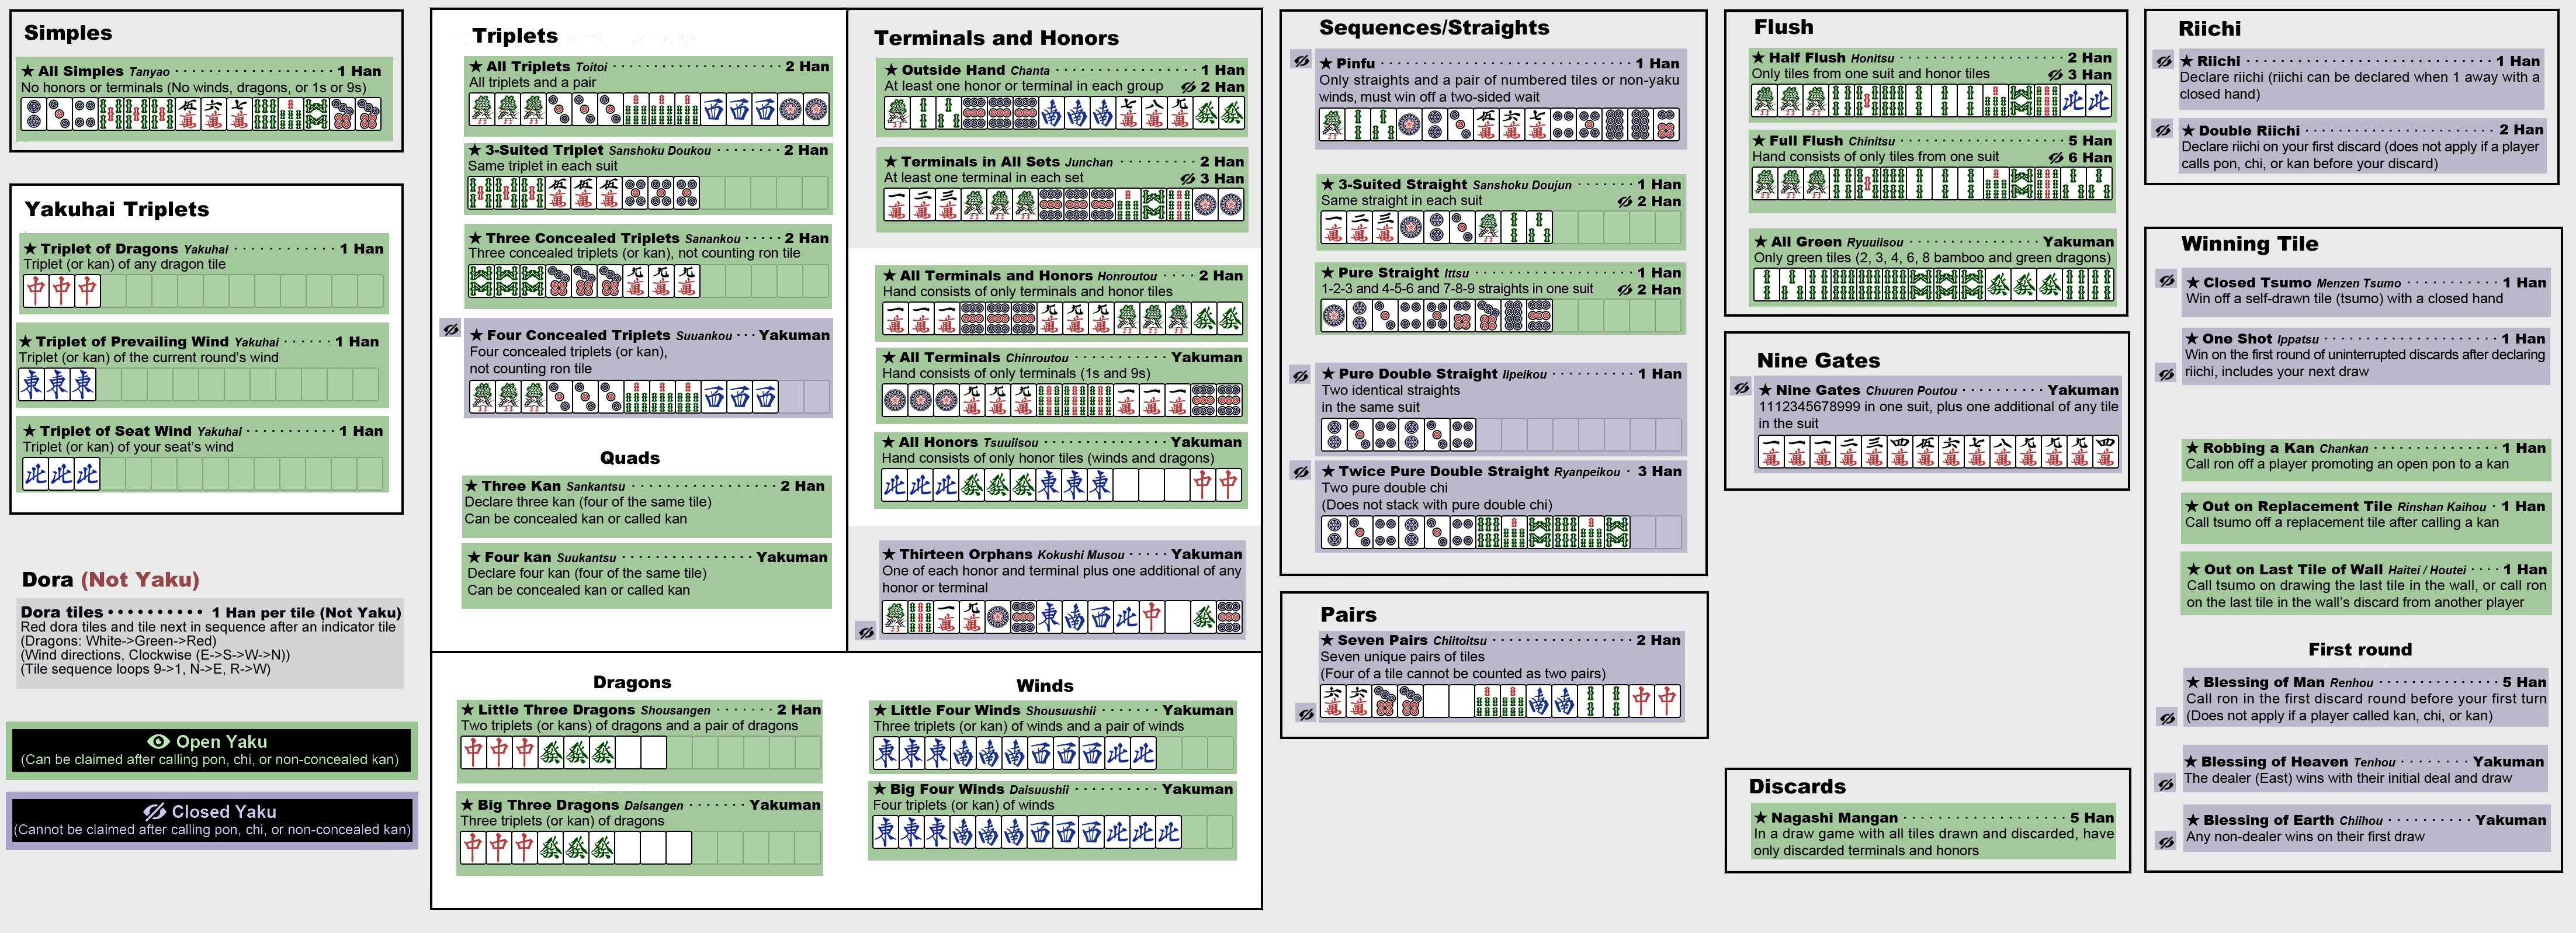 Simples
★ All Simples Tanyao · · · · · · · · · · · · · · · · · · 1 Han
No honors or terminals (No winds, dragons, or 1s or 9s)
Yakuhai Triplets
★ Triplet of Dragons Yakuhai · · · · · · · · · · · · 1 Han
Triplet (or kan) of any dragon tile
★ Triplet of Prevailing Wind Yakuhai · · · · · · 1 Han
Triplet (or kan) of the current round's wind
★ Triplet of Seat Wind Yakuhai · · · · · · · · · · · 1 Han
Triplet (or kan) of your seat's wind
Dora (Not Yaku)
Dora tiles • • • • • • • • • • 1 Han per tile (Not Yaku)
Red dora tiles and tile next in sequence after an indicator tile
(Dragons: White->Green->Red)
(Wind directions, Clockwise (E->S->W->N))
(Tile sequence loops 9->1, N->E, R->W)
Open Yaku
(Can be claimed after calling pon, chi, or non-concealed kan)
Closed Yaku
(Cannot be claimed after calling pon, chi, or non-concealed kan)
Triplets
★ All Triplets Toitoi · · · · · · · · · · · · · · · · · · · · 2 Han
All triplets and a pair
★ 3-Suited Triplet Sanshoku Doukou · · · · · · · · 2 Han
Same triplet in each suit
★ Three Concealed Triplets Sanankou · · · · · 2 Han
Three concealed triplets (or kan), not counting ron tile
★ Four Concealed Triplets Suuankou · · · Yakuman
Four concealed triplets (or kan),
not counting ron tile
Quads
★ Three Kan Sankantsu · · · · · · · · · · · · · · · · · 2 Han
Declare three kan (four of the same tile)
Can be concealed kan or called kan
★ Four kan Suukantsu · · · · · · · · · · · · · · · Yakuman
Declare four kan (four of the same tile)
Can be concealed kan or called kan
Terminals and Honors
★ Outside Hand Chanta · · · · · · · · · · · · · · · · 1 Han
At least one honor or terminal in each group 2 Han
★ Terminals in All Sets Junchan · · · · · · · · · 2 Han
At least one terminal in each set 3 Han
★ All Terminals and Honors Honroutou · · · · · 2 Han
Hand consists of only terminals and honor tiles
★ All Terminals Chinroutou · · · · · · · · · · · · Yakuman
Hand consists of only terminals (1s and 9s)
★ All Honors Tsuuiisou · · · · · · · · · · · · · · Yakuman
Hand consists of only honor tiles (winds and dragons)
★ Thirteen Orphans Kokushi Musou · · · · · Yakuman
One of each honor and terminal plus one additional of any
honor or terminal
Dragons
★ Little Three Dragons Shousangen · · · · · · · 2 Han
Two triplets (or kans) of dragons and a pair of dragons
★ Big Three Dragons Daisangen · · · · · · · Yakuman
Three triplets (or kan) of dragons
Winds
★ Little Four Winds Shousuushii · · · · · · · Yakuman
Three triplets (or kan) of winds and a pair of winds
★ Big Four Winds Daisuushii · · · · · · · · · · Yakuman
Four triplets (or kan) of winds
Sequences/Straights
★ Pinfu · · · · · · · · · · · · · · · · · · · · · · · · · · · · 1 Han
Only straights and a pair of numbered tiles or non-yaku
winds, must win off a two-sided wait
★ 3-Suited Straight Sanshoku Doujun · · · · · · · 1 Han
Same straight in each suit 2 Han
★ Pure Straight Ittsu · · · · · · · · · · · · · · · · · · 1 Han
1-2-3 and 4-5-6 and 7-8-9 straights in one suit 2 Han
★ Pure Double Straight Iipeikou · · · · · · · · · · 1 Han
Two identical straights
in the same suit
★ Twice Pure Double Straight Ryanpeikou · 3 Han
Two pure double chi
(Does not stack with pure double chi)
Pairs
★ Seven Pairs Chiitoitsu · · · · · · · · · · · · · · · · 2 Han
Seven unique pairs of tiles
(Four of a tile cannot be counted as two pairs)
Flush
★ Half Flush Honitsu · · · · · · · · · · · · · · · · · · 2 Han
Only tiles from one suit and honor tiles 3 Han
★ Full Flush Chinitsu · · · · · · · · · · · · · · · · · · 5 Han
Hand consists of only tiles from one suit 6 Han
★ All Green Ryuuiisou · · · · · · · · · · · · · · · Yakuman
Only green tiles (2, 3, 4, 6, 8 bamboo and green dragons)
Nine Gates
★ Nine Gates Chuuren Poutou · · · · · · · · · · Yakuman
1112345678999 in one suit, plus one additional of any tile
in the suit
Discards
★ Nagashi Mangan · · · · · · · · · · · · · · · · · · 5 Han
In a draw game with all tiles drawn and discarded, have
only discarded terminals and honors
Riichi
★ Riichi · · · · · · · · · · · · · · · · · · · · · · · · · · · 1 Han
Declare riichi (riichi can be declared when 1 away with a
closed hand)
★ Double Riichi · · · · · · · · · · · · · · · · · · · · · 2 Han
Declare riichi on your first discard (does not apply if a player
calls pon, chi, or kan before your discard)
Winning Tile
★ Closed Tsumo Menzen Tsumo · · · · · · · · · · · 1 Han
Win off a self-drawn tile (tsumo) with a closed hand
★ One Shot Ippatsu · · · · · · · · · · · · · · · · · · · 1 Han
Win on the first round of uninterrupted discards after declaring
riichi, includes your next draw
★ Robbing a Kan Chankan · · · · · · · · · · · · · · 1 Han
Call ron off a player promoting an open pon to a kan
★ Out on Replacement Tile Rinshan Kaihou · 1 Han
Call tsumo off a replacement tile after calling a kan
★ Out on Last Tile of Wall Haitei / Houtei · · · · 1 Han
Call tsumo on drawing the last tile in the wall, or call ron
on the last tile in the wall's discard from another player
First round
★ Blessing of Man Renhou · · · · · · · · · · · · · 5 Han
Call ron in the first discard round before your first turn
(Does not apply if a player called kan, chi, or kan)
★ Blessing of Heaven Tenhou · · · · · · · · Yakuman
The dealer (East) wins with their initial deal and draw
★ Blessing of Earth Chiihou · · · · · · · · · Yakuman
Any non-dealer wins on their first draw